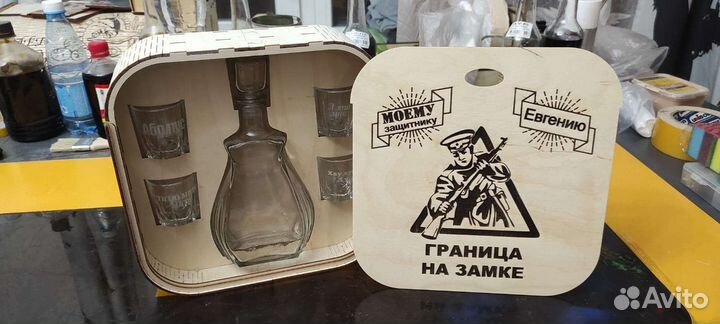 МОЕМУ
защитнику
Евгению
ГРАНИЦА
НА ЗАМКЕ
Avito